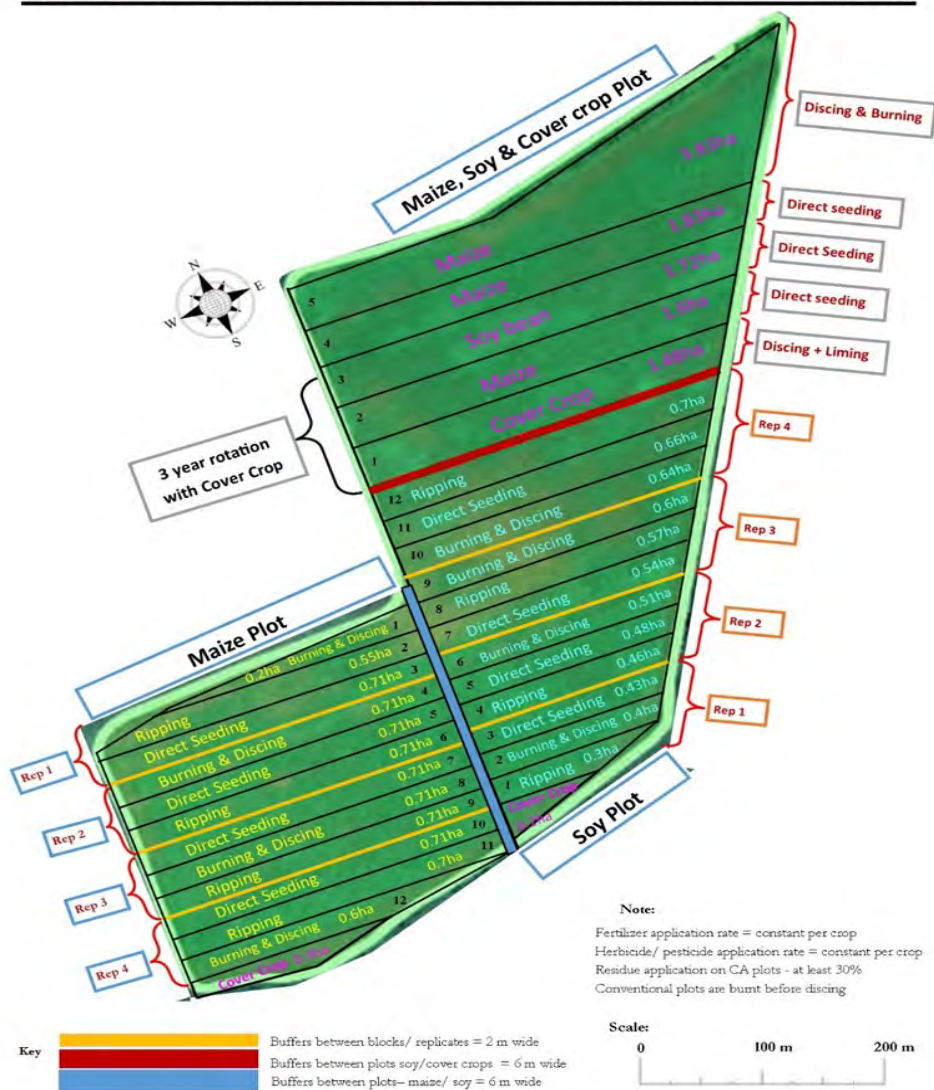 Maize, Soy & Cover crop Plot
Discing & Burning
Direct seeding
Direct Seeding
Direct seeding
Discing + Liming
N
E
S
W
3.83ha
5
Maize
1.83ha
4
Maize
1.72ha
3
Soy bean
1.6ha
2
Maize
1.48ha
1
Cover Crop
3 year rotation
with Cover Crop
12 Ripping 0.7ha
11 Direct Seeding 0.66ha
10 Burning & Discing 0.64ha
9 Burning & Discing 0.6ha
8 Ripping 0.57ha
7 Direct Seeding 0.54ha
6 Burning & Discing 0.51ha
5 Direct Seeding 0.48ha
4 Ripping 0.46ha
3 Direct Seeding 0.43ha
2 Burning & Discing 0.4ha
1 Ripping 0.3ha
Cover Crop
Rep 4
Rep 3
Rep 2
Rep 1
Soy Plot
Maize Plot
0.2ha Burning & Discing 1
Ripping 0.55ha 2
Direct Seeding 0.71ha 3
Burning & Discing 0.71ha 4
Direct Seeding 0.71ha 5
Ripping 0.71ha 6
Direct Seeding 0.71ha 7
Burning & Discing 0.71ha 8
Ripping 0.71ha 9
Direct Seeding 0.71ha 10
Ripping 0.7ha 11
Burning & Discing 0.6ha 12
Cover Crop
Rep 1
Rep 2
Rep 3
Rep 4
Note:
Fertilizer application rate = constant per crop
Herbicide/ pesticide application rate = constant per crop
Residue application on CA plots - at least 30%
Conventional plots are burnt before discing
Scale:
0 100 m 200 m
Key
Buffers between blocks/ replicates = 2 m wide
Buffers between plots soy/cover crops = 6 m wide
Buffers between plots– maize/ soy = 6 m wide